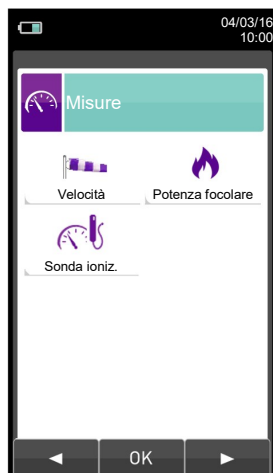 04/03/16
10:00
Misure
Velocità
Potenza focolare
Sonda ioniz.
OK